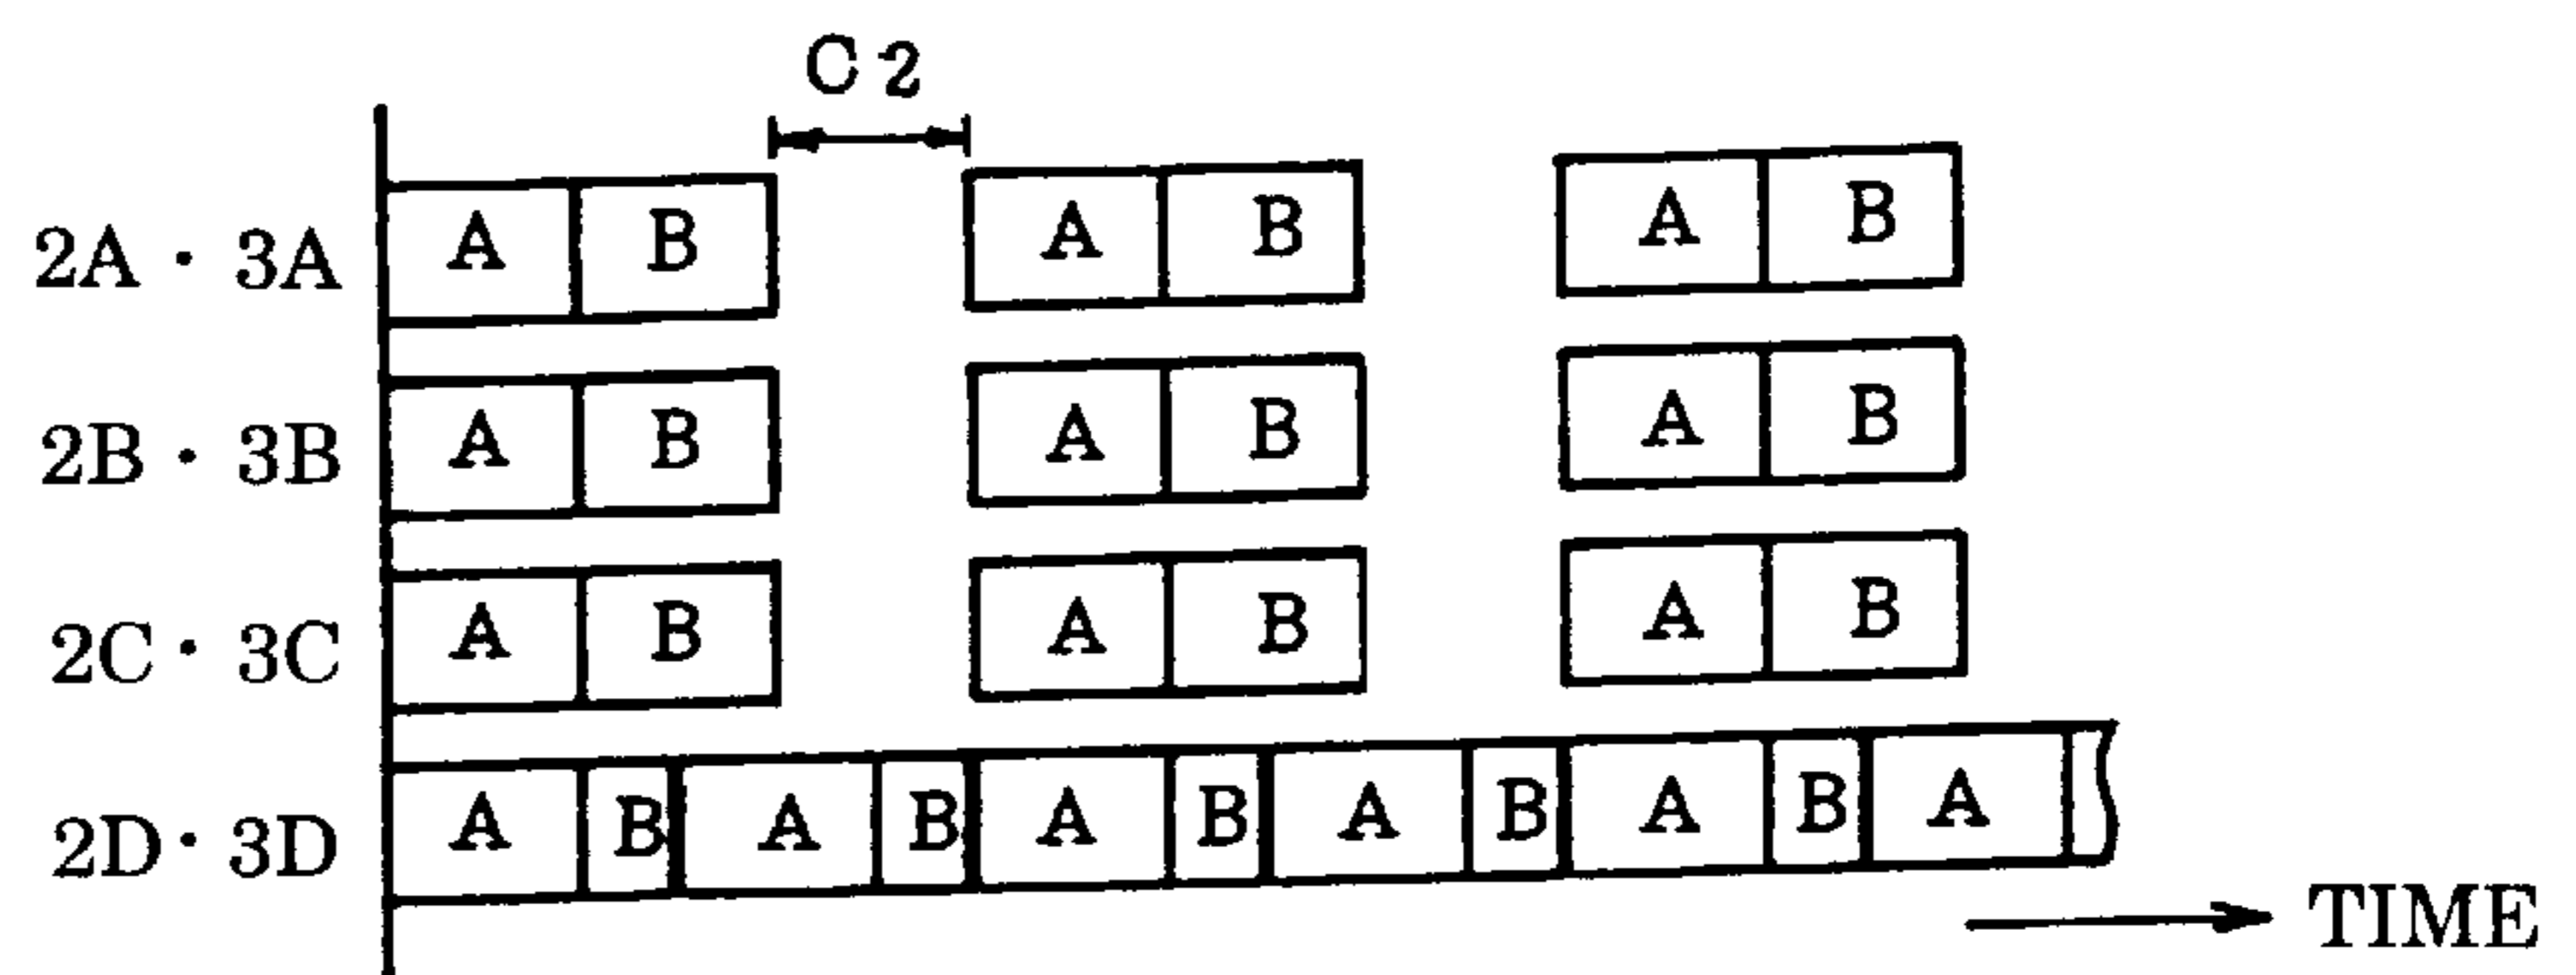 C 2
2A · 3A A B A B A B
2B · 3B A B A B A B
2C · 3C A B A B A B
2D · 3D A B A B A B A B A B A
TIME